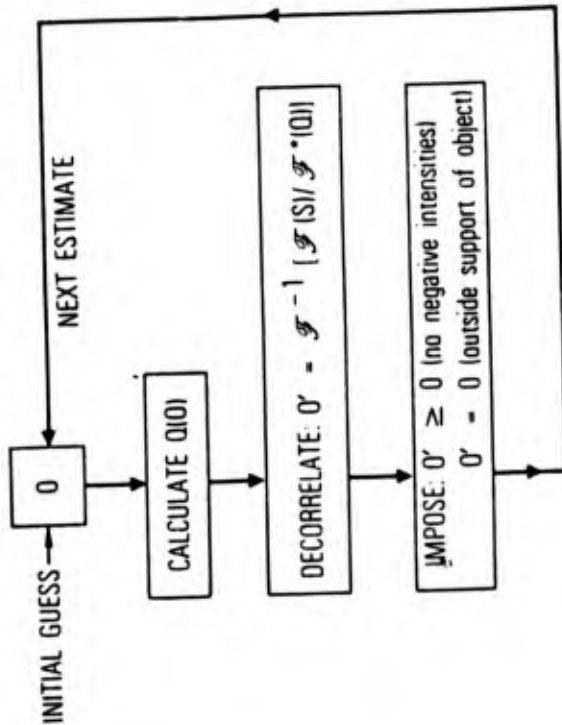 INITIAL GUESS
O
NEXT ESTIMATE
CALCULATE Q(O)
DECORRELATE: O' = ℱ⁻¹ [ℱ(S)/ ℱ*(Q)]
IMPOSE: O' ≥ 0 (no negative intensities)
O' = 0 (outside support of object)